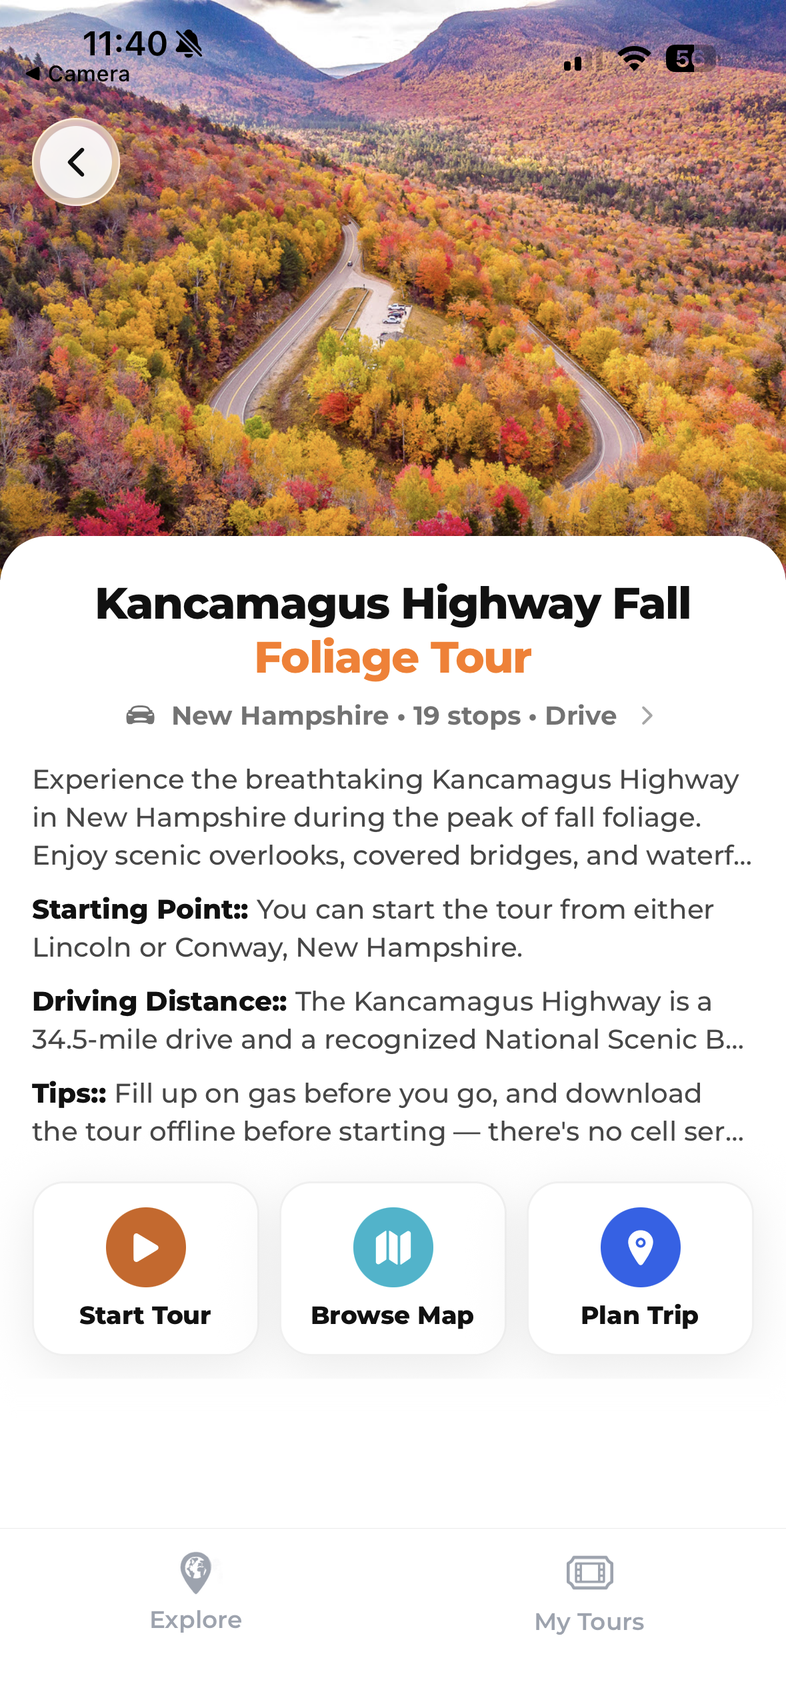 11:40
Camera
Kancamagus Highway Fall
Foliage Tour
New Hampshire • 19 stops • Drive
Experience the breathtaking Kancamagus Highway
in New Hampshire during the peak of fall foliage.
Enjoy scenic overlooks, covered bridges, and waterf...
Starting Point:: You can start the tour from either
Lincoln or Conway, New Hampshire.
Driving Distance:: The Kancamagus Highway is a
34.5-mile drive and a recognized National Scenic B...
Tips:: Fill up on gas before you go, and download
the tour offline before starting — there's no cell ser...
Start Tour
Browse Map
Plan Trip
Explore
My Tours